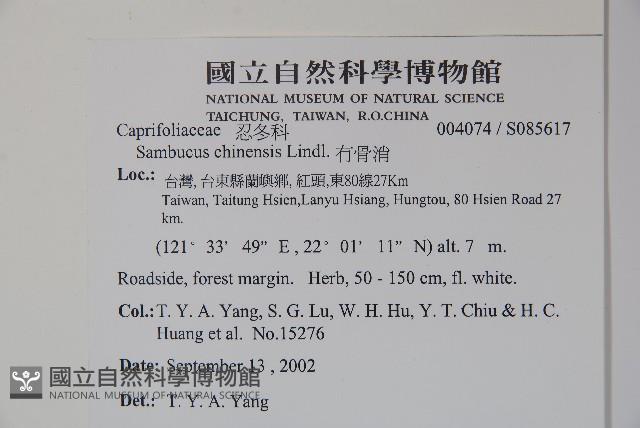 國立自然科學博物館
NATIONAL MUSEUM OF NATURAL SCIENCE
TAICHUNG, TAIWAN, R.O.CHINA
Caprifoliaceae 忍冬科 004074 / S085617
Sambucus chinensis Lindl. 冇骨消
Loc.: 台灣, 台東縣蘭嶼鄉, 紅頭,東80線27Km
Taiwan, Taitung Hsien,Lanyu Hsiang, Hungtou, 80 Hsien Road 27
km.
(121° 33' 49" E , 22° 01' 11" N) alt. 7 m.
Roadside, forest margin. Herb, 50 - 150 cm, fl. white.
Col.: T. Y. A. Yang, S. G. Lu, W. H. Hu, Y. T. Chiu & H. C.
Huang et al. No.15276
Date: September 13 , 2002
國立自然科學博物館
NATIONAL MUSEUM OF NATURAL SCIENCE
Det.: T. Y. A. Yang